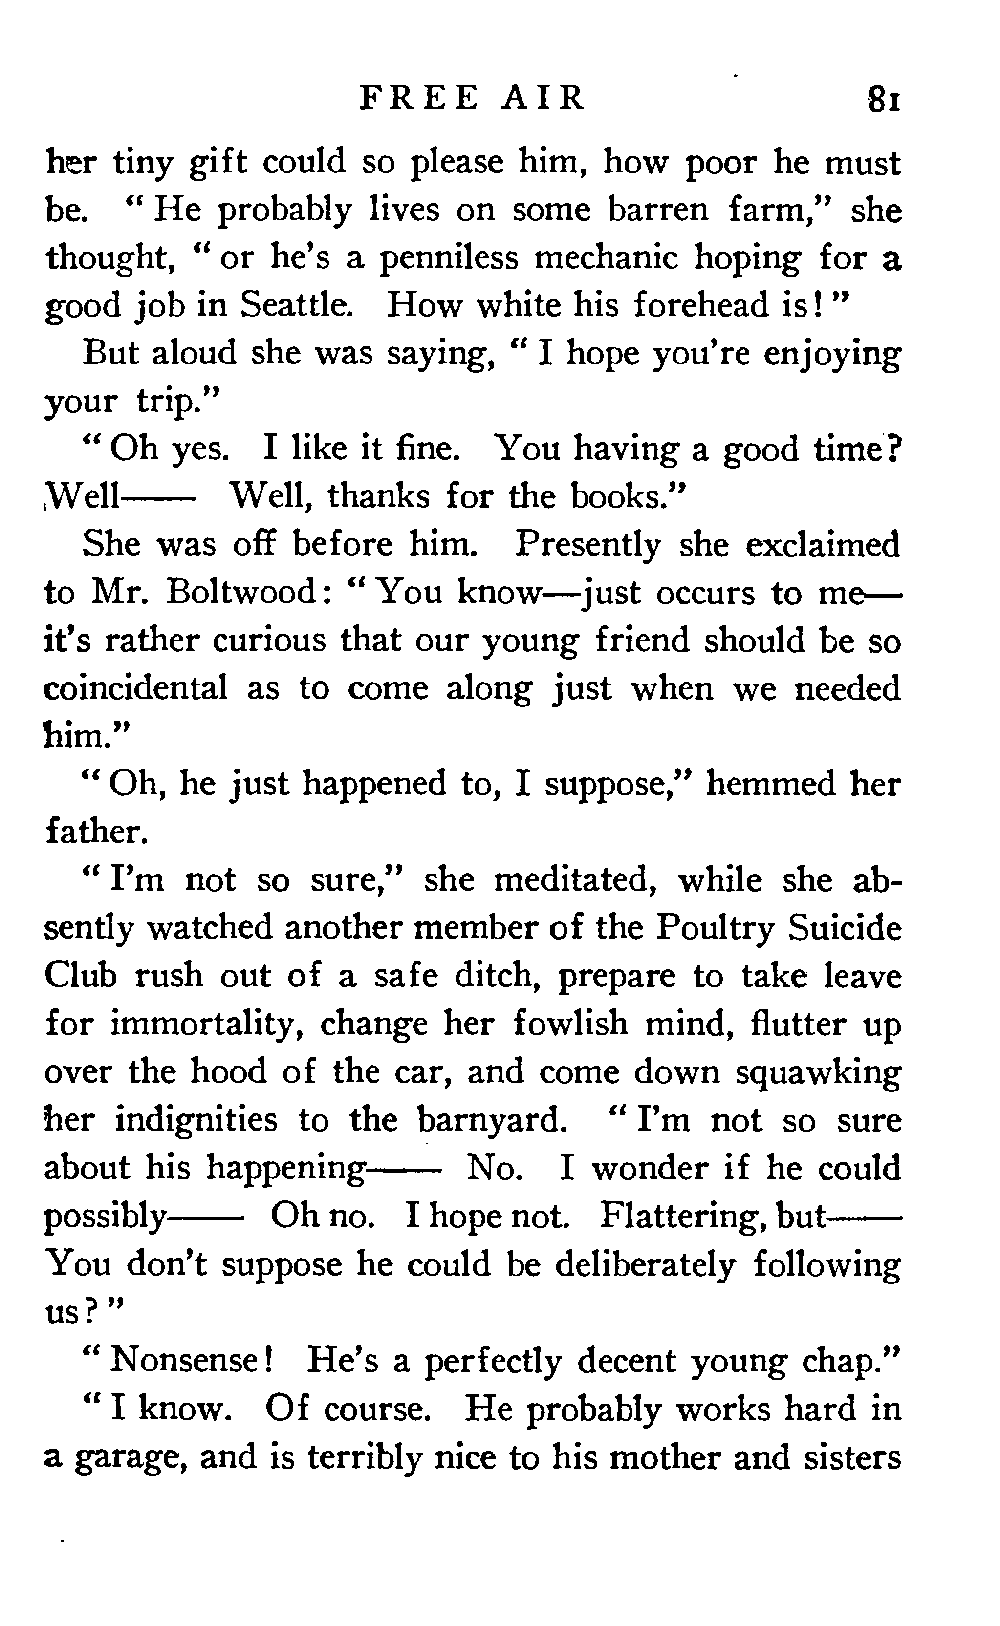 FREE AIR 81
her tiny gift could so please him, how poor he must
be. “ He probably lives on some barren farm,” she
thought, “ or he’s a penniless mechanic hoping for a
good job in Seattle. How white his forehead is! ”
But aloud she was saying, “ I hope you’re enjoying
your trip.”
“ Oh yes. I like it fine. You having a good time?
Well—— Well, thanks for the books.”
She was off before him. Presently she exclaimed
to Mr. Boltwood: “ You know—just occurs to me—
it’s rather curious that our young friend should be so
coincidental as to come along just when we needed
him.”
“ Oh, he just happened to, I suppose,” hemmed her
father.
“ I’m not so sure,” she meditated, while she ab-
sently watched another member of the Poultry Suicide
Club rush out of a safe ditch, prepare to take leave
for immortality, change her fowlish mind, flutter up
over the hood of the car, and come down squawking
her indignities to the barnyard. “ I’m not so sure
about his happening—— No. I wonder if he could
possibly—— Oh no. I hope not. Flattering, but——
You don’t suppose he could be deliberately following
us? ”
“ Nonsense! He’s a perfectly decent young chap.”
“ I know. Of course. He probably works hard in
a garage, and is terribly nice to his mother and sisters